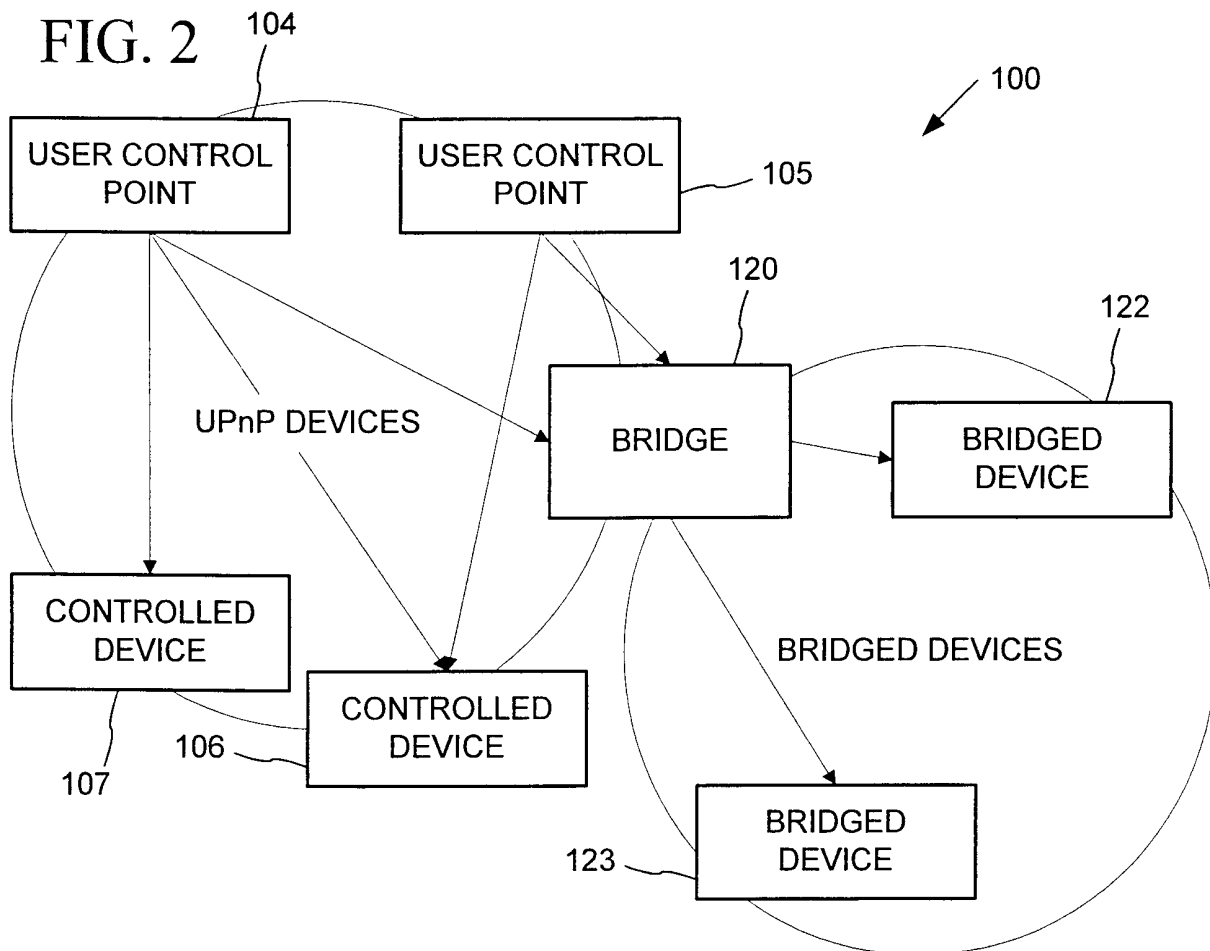 FIG. 2
104
100
USER CONTROL
POINT
USER CONTROL
POINT
105
120
122
UPnP DEVICES
BRIDGE
BRIDGED
DEVICE
CONTROLLED
DEVICE
BRIDGED DEVICES
CONTROLLED
DEVICE
107
106
BRIDGED
DEVICE
123